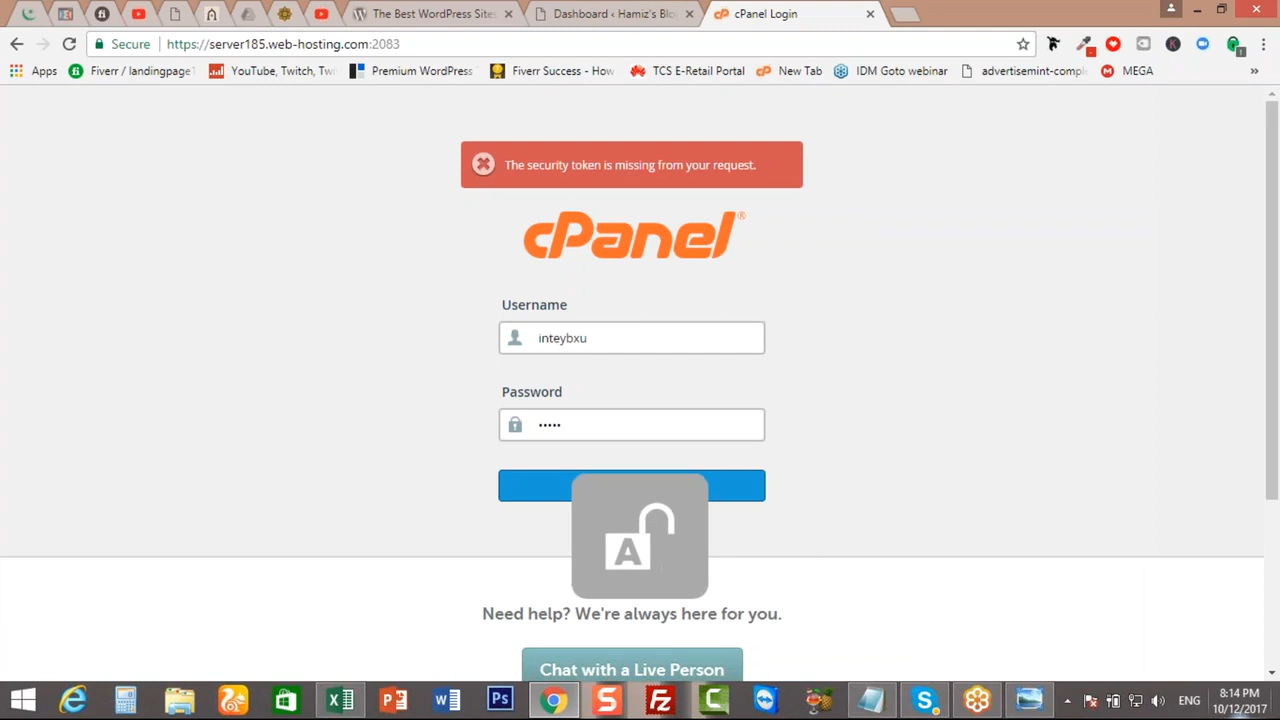 The Best WordPress Sites
Dashboard ‹ Hamiz's Blo
cPanel Login
Secure
https://server185.web-hosting.com:2083
Apps
Fiverr / landingpage
YouTube, Twitch, Twi
Premium WordPress
Fiverr Success - How
TCS E-Retail Portal
New Tab
IDM Goto webinar
advertisemint-comple
MEGA
»
The security token is missing from your request.
cPanel®
Username
inteybxu
Password
•••••
A
Need help? We're always here for you.
Chat with a Live Person
ENG
8:14 PM
10/12/2017